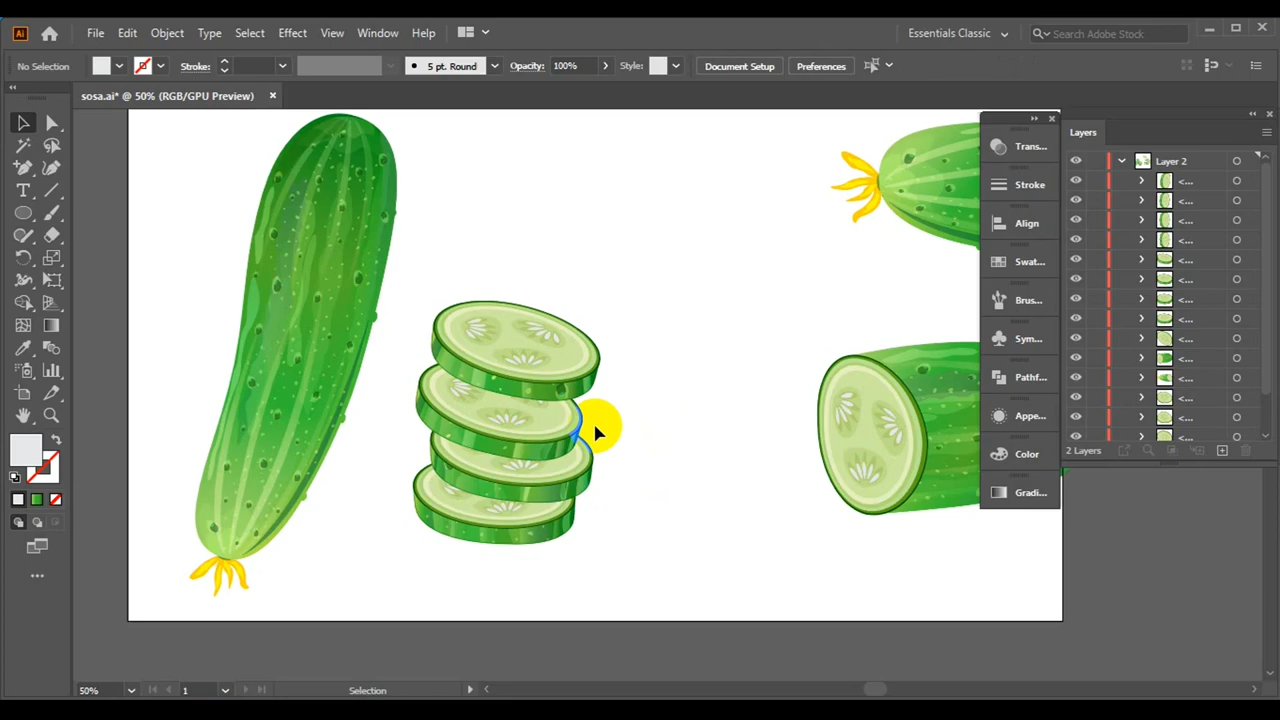 Ai File Edit Object Type Select Effect View Window Help Essentials Classic Search Adobe Stock
No Selection Stroke: 5 pt. Round Opacity: 100% Style: Document Setup Preferences
sosa.ai* @ 50% (RGB/GPU Preview)
Layers
Trans...
Layer 2
<...
<...
Stroke
<...
Align
<...
<...
Swat...
<...
Brus...
<...
<...
Sym...
<...
<...
Pathf...
<...
<...
Appe...
<...
<...
2 Layers
Color
Gradi...
50% 1 Selection